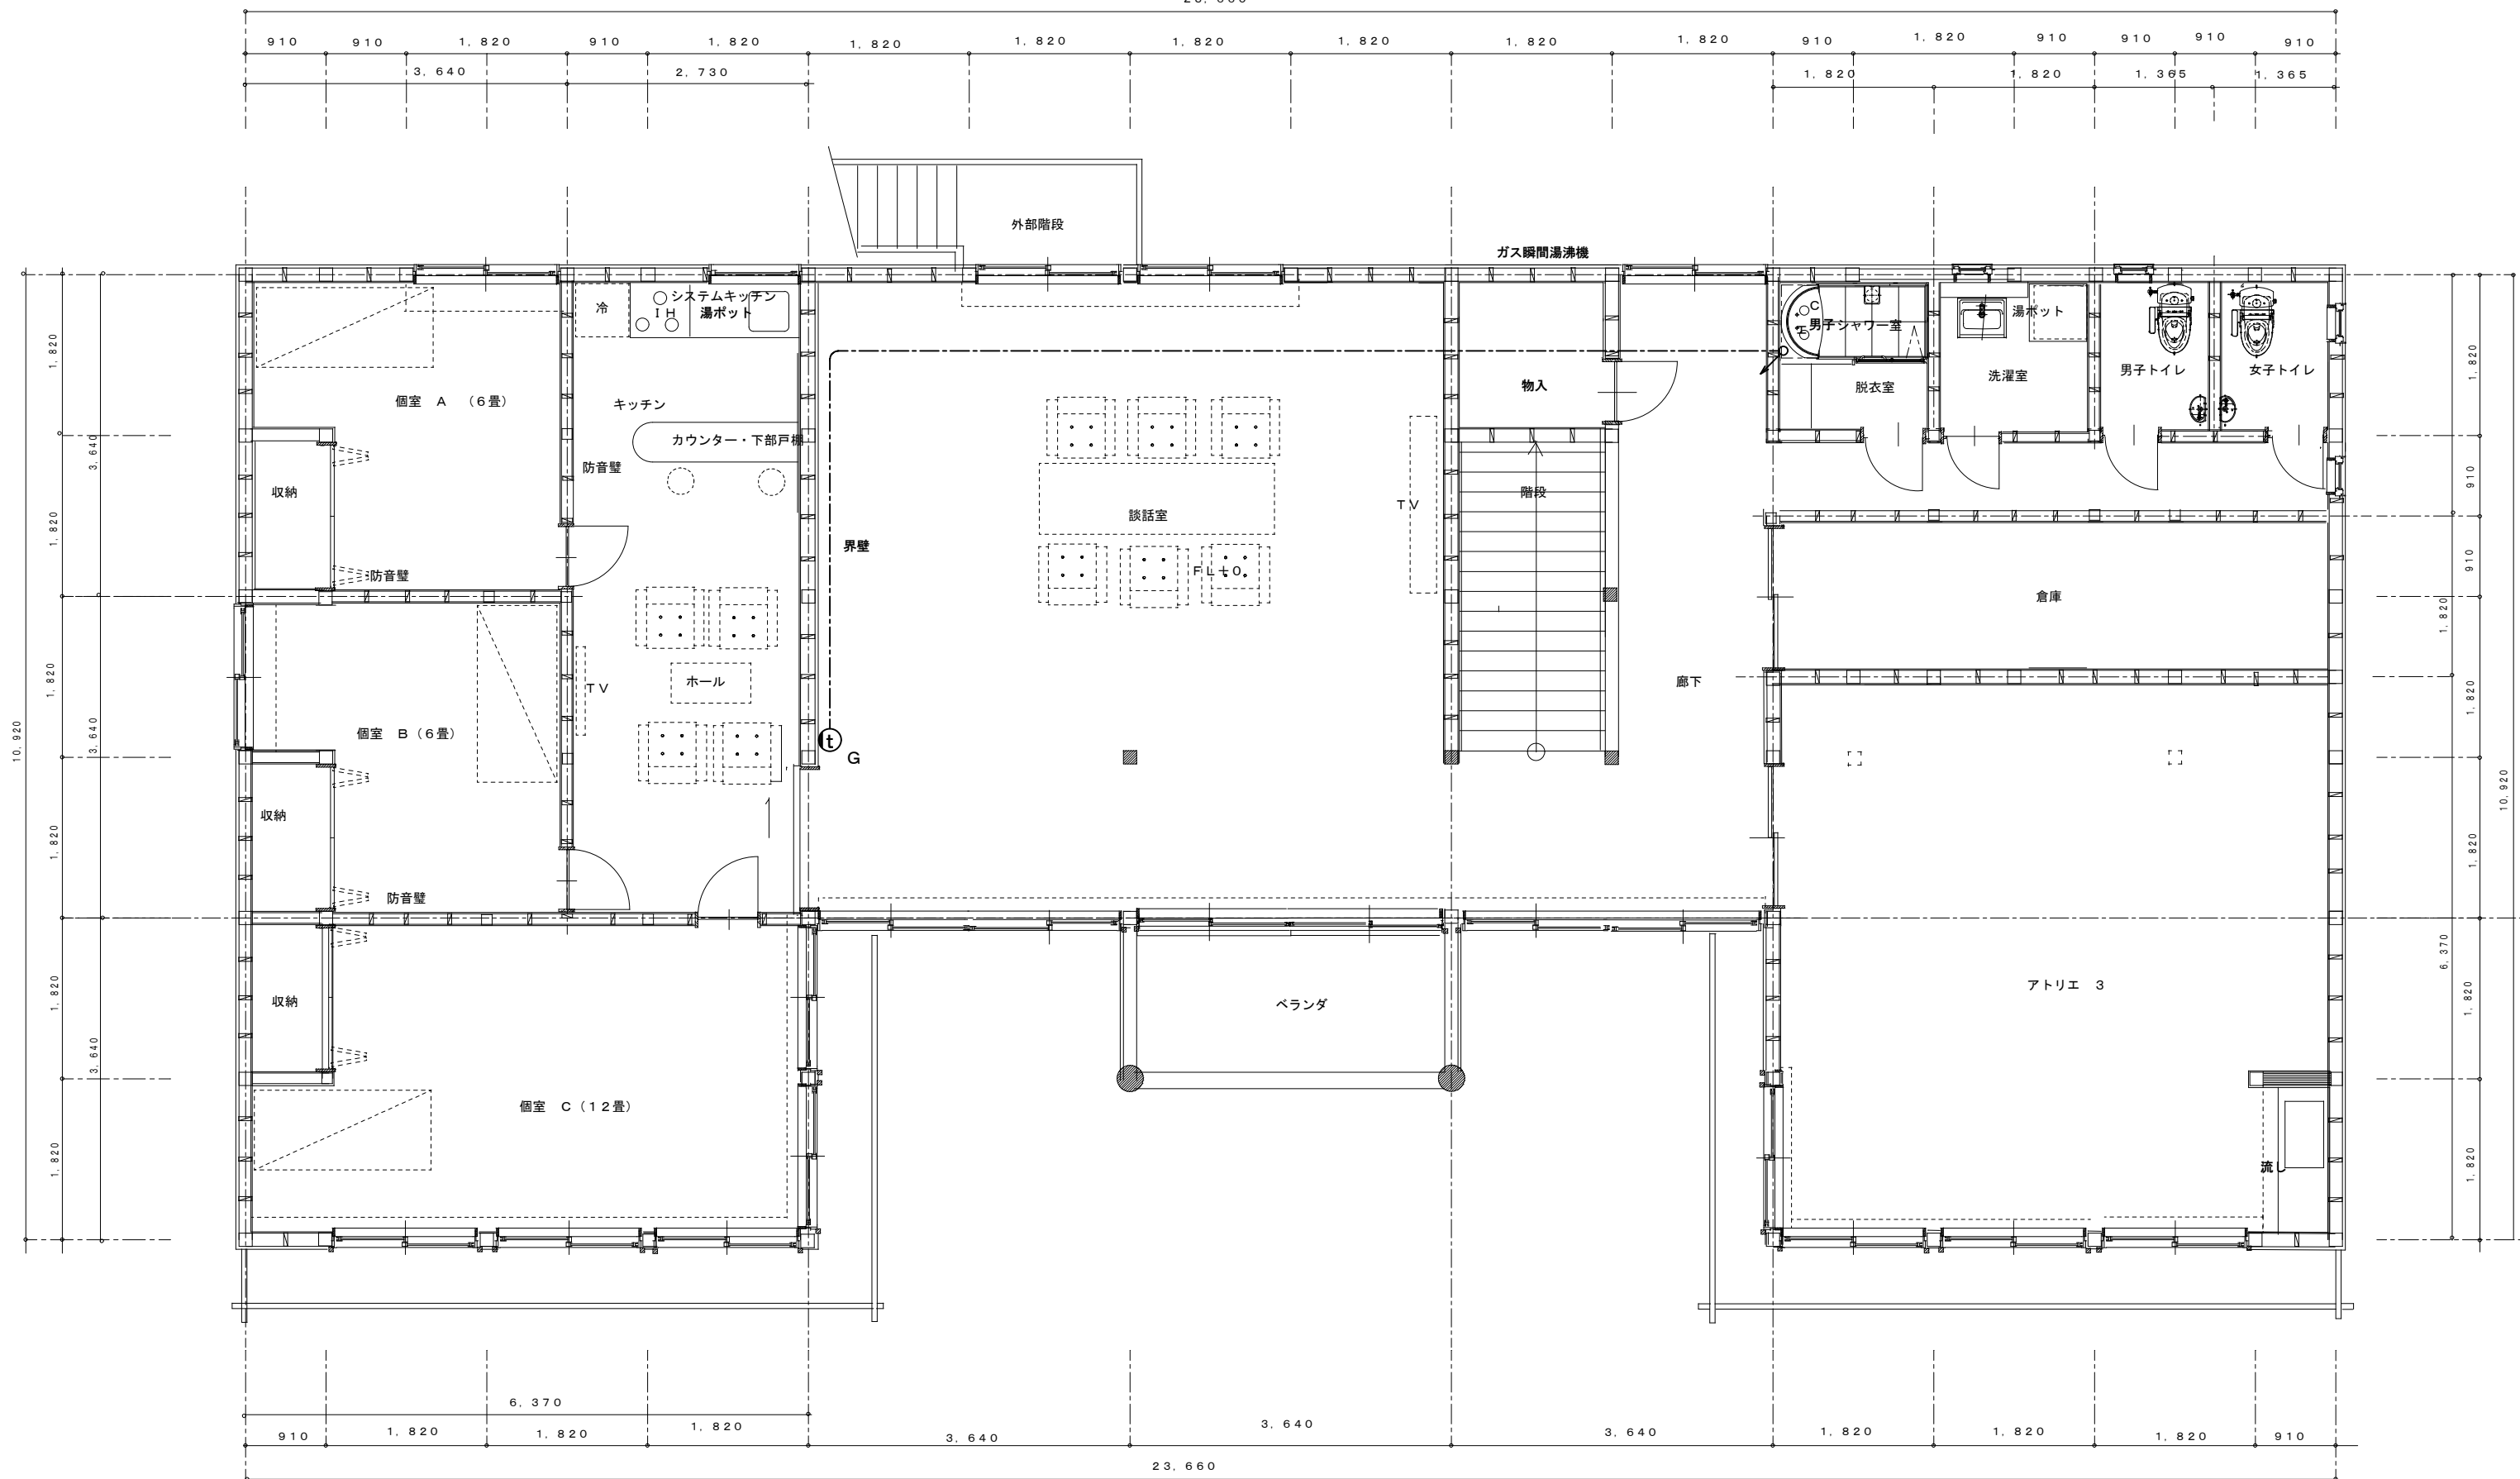 910 910 1,820 910 1,820 1,820 1,820 1,820 1,820 1,820 1,820 910 1,820 910 910 910 910
3,640 2,730 1,820 1,820 1,365 1,365
外部階段
ガス瞬間湯沸機
冷
システムキッチン
IH 湯ポット
C
男子シャワー室
湯ポット
1,820
1,820
個室 A (6畳)
キッチン
物入
脱衣室
洗濯室
男子トイレ
女子トイレ
カウンター・下部戸棚
3,640
防音璧
収納
階段
TV
910
談話室
1,820
界壁
910
防音璧
FL±0
倉庫
1,820
ホール
TV
廊下
1,820
1,820
個室 B (6畳)
3,640
10,920
t
G
10,920
収納
1,820
1,820
防音璧
6,370
収納
ベランダ
アトリエ 3
1,820
1,820
3,640
個室 C (12畳)
1,820
流し
1,820
6,370
910 1,820 1,820 1,820 3,640 3,640 3,640 1,820 1,820 1,820 910
23,660